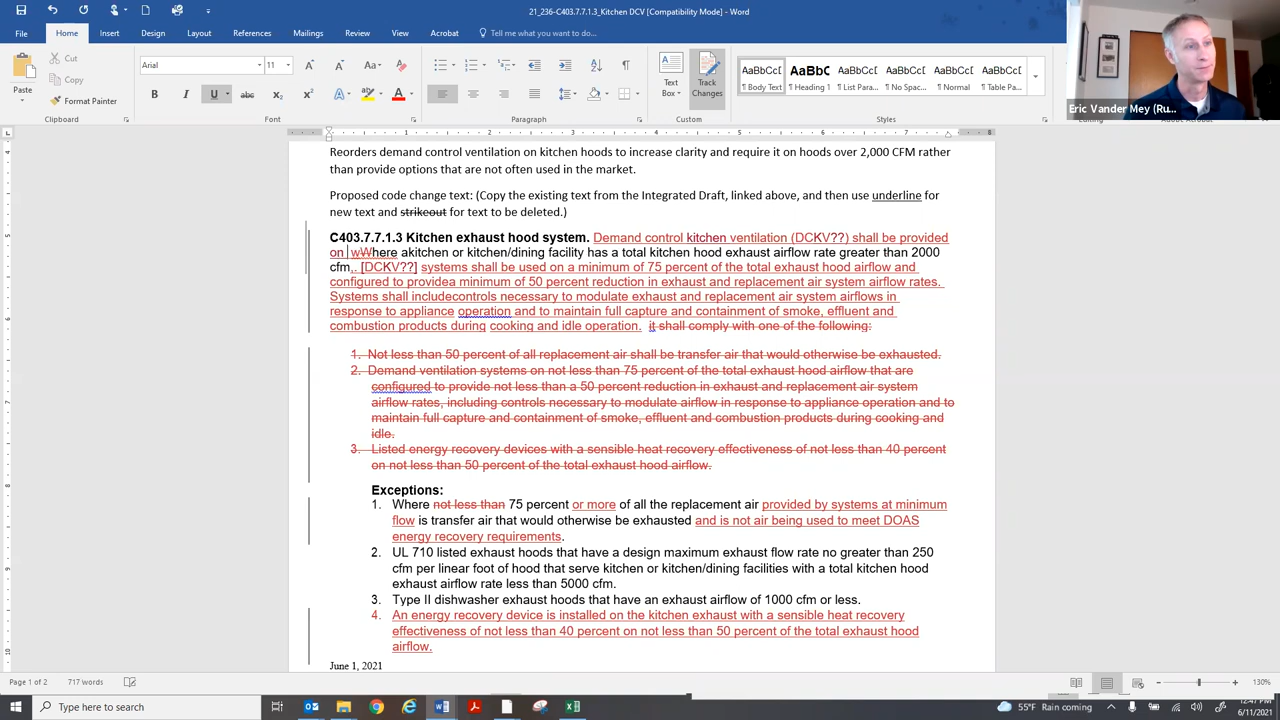 21_236-C403.7.7.1.3_Kitchen DCV [Compatibility Mode] - Word
File Home Insert Design Layout References Mailings Review View Acrobat Tell me what you want to do...
Paste Cut Copy Format Painter
Arial 11
B I U abc X₂ X²
Text Box Track Changes
AaBbCcD AaBbC AaBbCcD AaBbCcD AaBbCcD AaBbCcD
¶ Body Text ¶ Heading 1 ¶ List Para... ¶ No Spac... ¶ Normal ¶ Table Pa...
Clipboard Font Paragraph Custom Styles Editing
Eric Vander Mey (Ru...
Reorders demand control ventilation on kitchen hoods to increase clarity and require it on hoods over 2,000 CFM rather
than provide options that are not often used in the market.
Proposed code change text: (Copy the existing text from the Integrated Draft, linked above, and then use underline for
new text and strikeout for text to be deleted.)
C403.7.7.1.3 Kitchen exhaust hood system. Demand control kitchen ventilation (DCKV??) shall be provided
on wWhere akitchen or kitchen/dining facility has a total kitchen hood exhaust airflow rate greater than 2000
cfm,. [DCKV??] systems shall be used on a minimum of 75 percent of the total exhaust hood airflow and
configured to providea minimum of 50 percent reduction in exhaust and replacement air system airflow rates.
Systems shall includecontrols necessary to modulate exhaust and replacement air system airflows in
response to appliance operation and to maintain full capture and containment of smoke, effluent and
combustion products during cooking and idle operation. it shall comply with one of the following:
1. Not less than 50 percent of all replacement air shall be transfer air that would otherwise be exhausted.
2. Demand ventilation systems on not less than 75 percent of the total exhaust hood airflow that are
configured to provide not less than a 50 percent reduction in exhaust and replacement air system
airflow rates, including controls necessary to modulate airflow in response to appliance operation and to
maintain full capture and containment of smoke, effluent and combustion products during cooking and
idle.
3. Listed energy recovery devices with a sensible heat recovery effectiveness of not less than 40 percent
on not less than 50 percent of the total exhaust hood airflow.
Exceptions:
1. Where not less than 75 percent or more of all the replacement air provided by systems at minimum
flow is transfer air that would otherwise be exhausted and is not air being used to meet DOAS
energy recovery requirements.
2. UL 710 listed exhaust hoods that have a design maximum exhaust flow rate no greater than 250
cfm per linear foot of hood that serve kitchen or kitchen/dining facilities with a total kitchen hood
exhaust airflow rate less than 5000 cfm.
3. Type II dishwasher exhaust hoods that have an exhaust airflow of 1000 cfm or less.
4. An energy recovery device is installed on the kitchen exhaust with a sensible heat recovery
effectiveness of not less than 40 percent on not less than 50 percent of the total exhaust hood
airflow.
June 1, 2021
Page 1 of 2 717 words 130%
Type here to search 55°F Rain coming 12:47 PM
6/11/2021